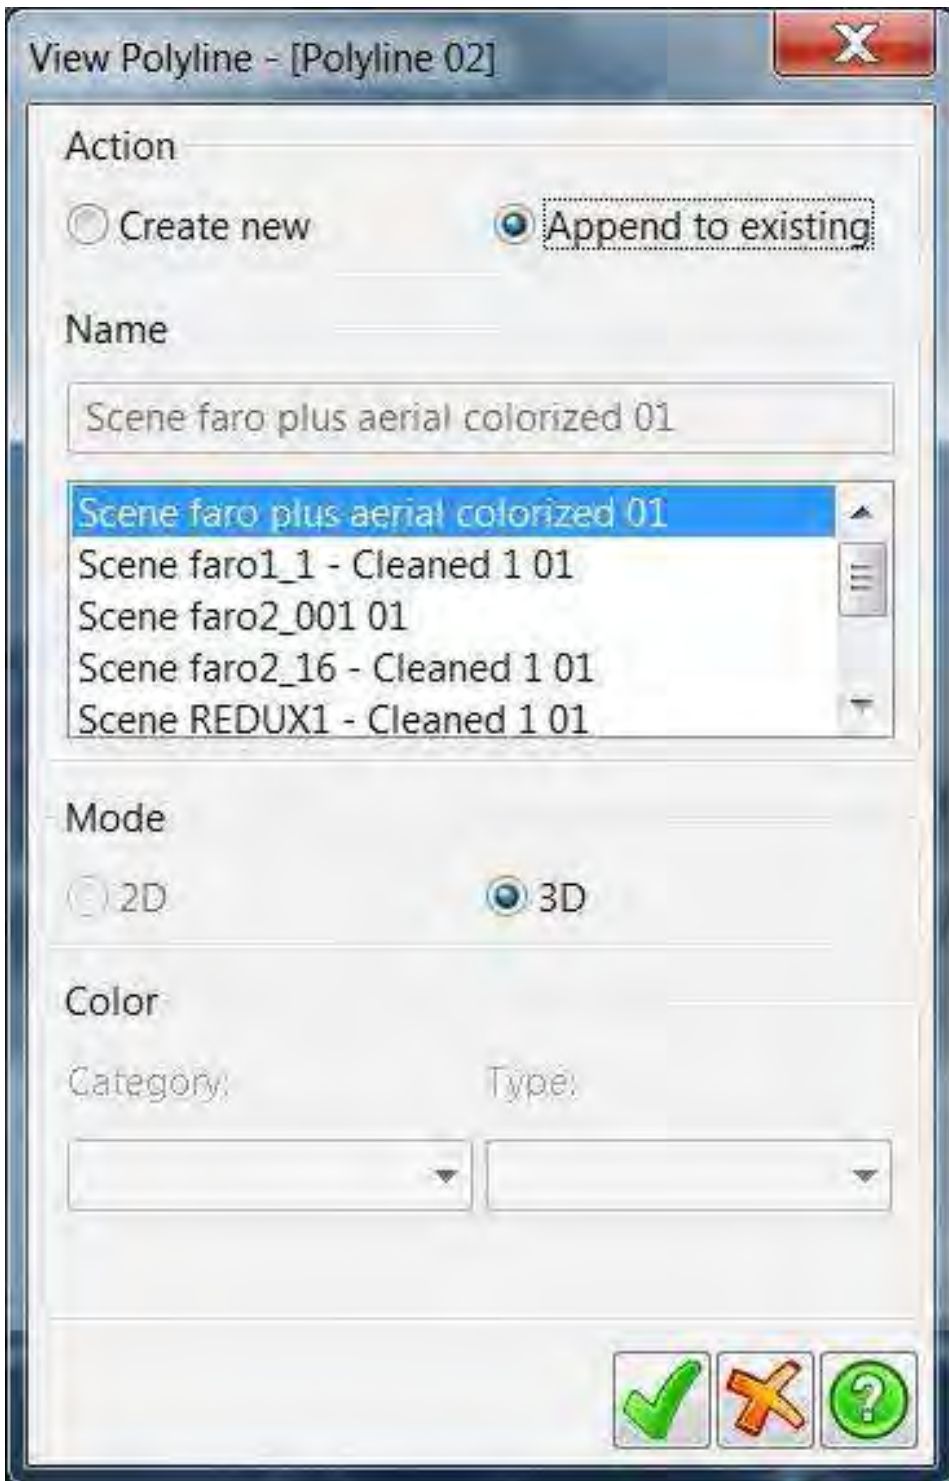 View Polyline - [Polyline 02]
Action
Create new Append to existing
Name
Scene faro plus aerial colorized 01
Scene faro plus aerial colorized 01
Scene faro1_1 - Cleaned 1 01
Scene faro2_001 01
Scene faro2_16 - Cleaned 1 01
Scene REDUX1 - Cleaned 1 01
Mode
2D 3D
Color
Category: Type:
?